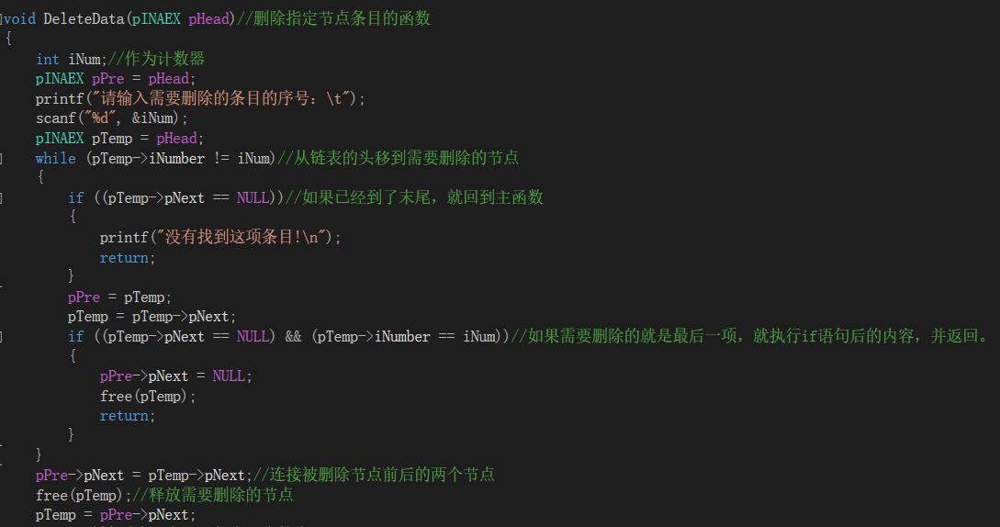 void DeleteData(pINAEX pHead)//删除指定节点条目的函数
{
    int iNum;//作为计数器
    pINAEX pPre = pHead;
    printf("请输入需要删除的条目的序号：\t");
    scanf("%d", &iNum);
    pINAEX pTemp = pHead;
    while (pTemp->iNumber != iNum)//从链表的头移到需要删除的节点
    {
        if ((pTemp->pNext == NULL))//如果已经到了末尾，就回到主函数
        {
            printf("没有找到这项条目!\n");
            return;
        }
        pPre = pTemp;
        pTemp = pTemp->pNext;
        if ((pTemp->pNext == NULL) && (pTemp->iNumber == iNum))//如果需要删除的就是最后一项，就执行if语句后的内容，并返回。
        {
            pPre->pNext = NULL;
            free(pTemp);
            return;
        }
    }
    pPre->pNext = pTemp->pNext;//连接被删除节点前后的两个节点
    free(pTemp);//释放需要删除的节点
    pTemp = pPre->pNext;